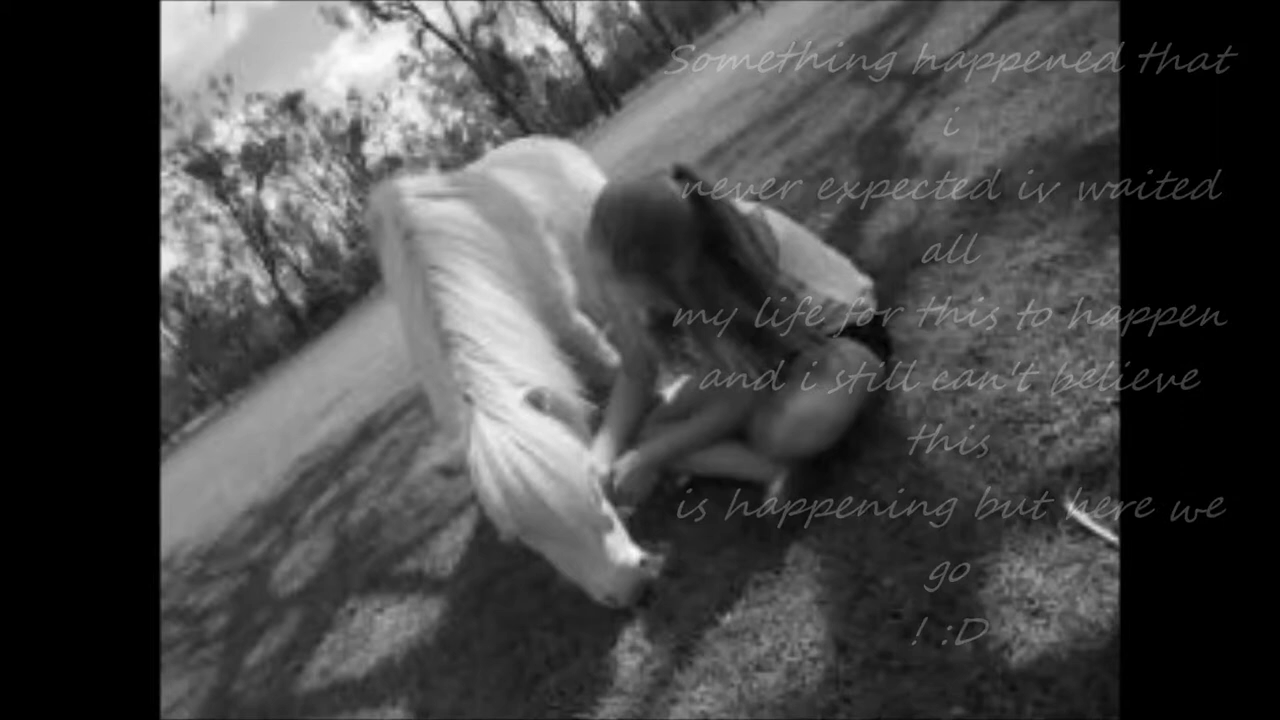 Something happened that
i
never expected iv waited
all
my life for this to happen
and i still can't believe
this
is happening but here we
go
! :D